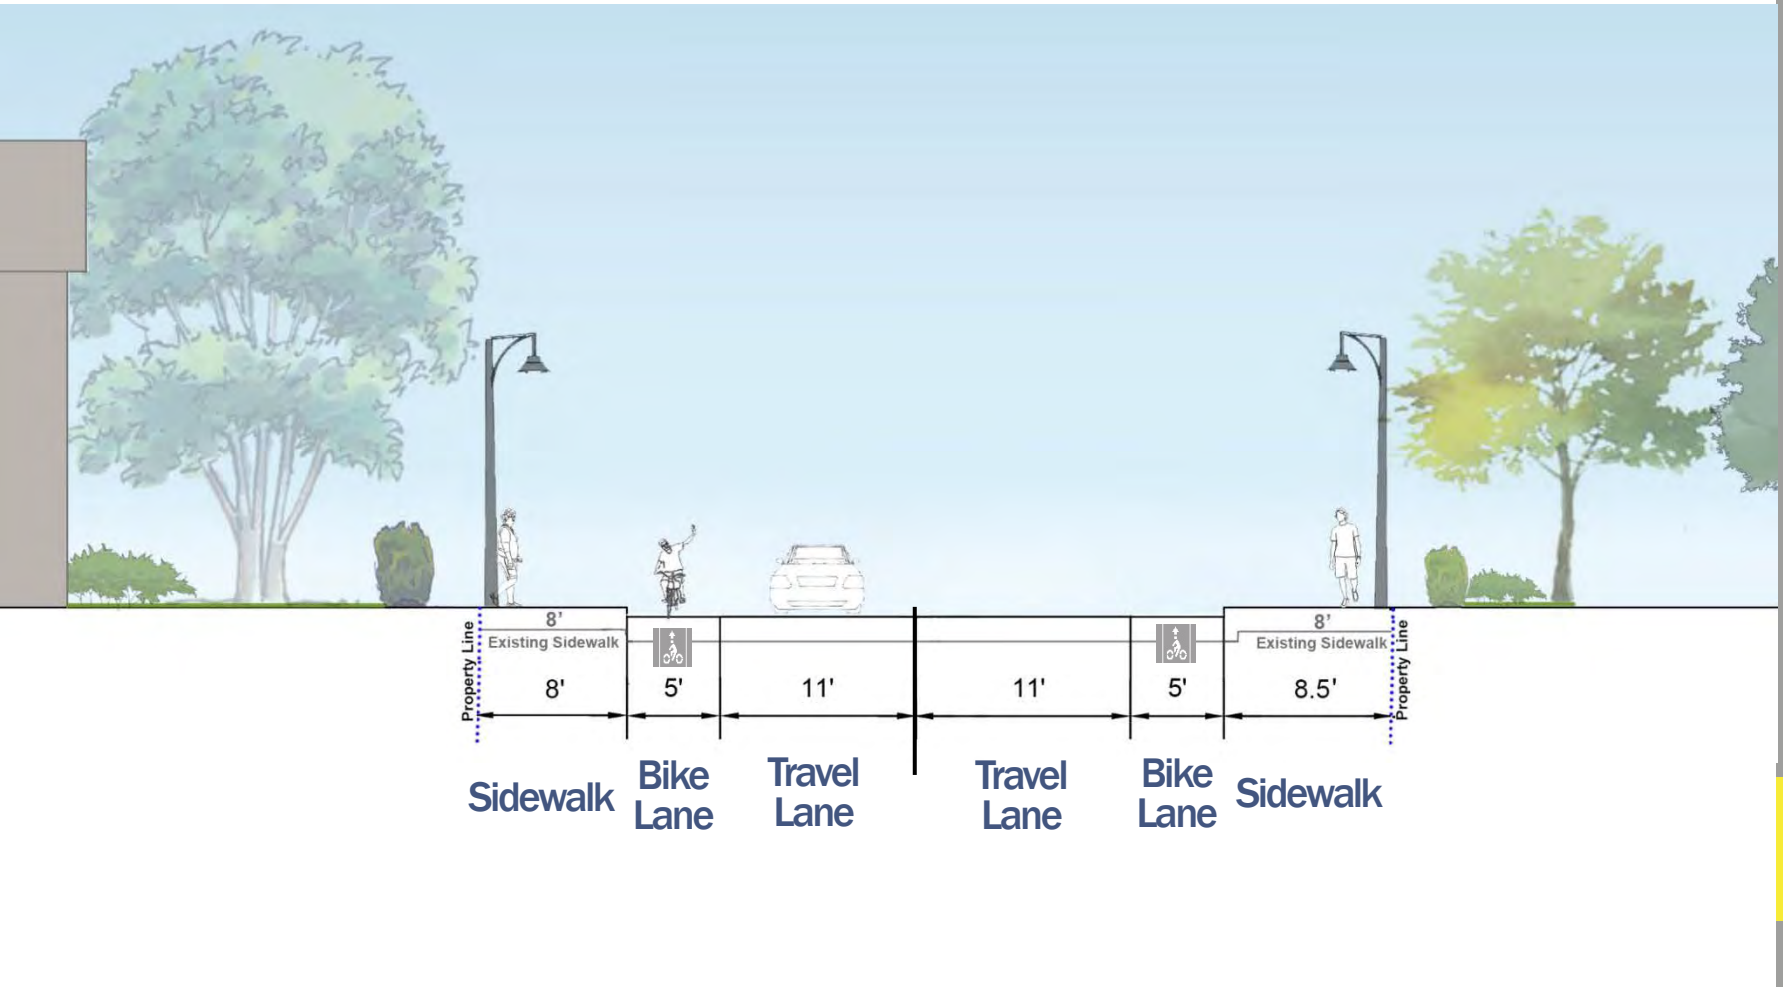 Property Line
8’
Existing Sidewalk
8’
Existing Sidewalk
Property Line
8'
5'
11'
11'
5'
8.5'
Sidewalk
Bike
Lane
Travel
Lane
Travel
Lane
Bike
Lane
Sidewalk